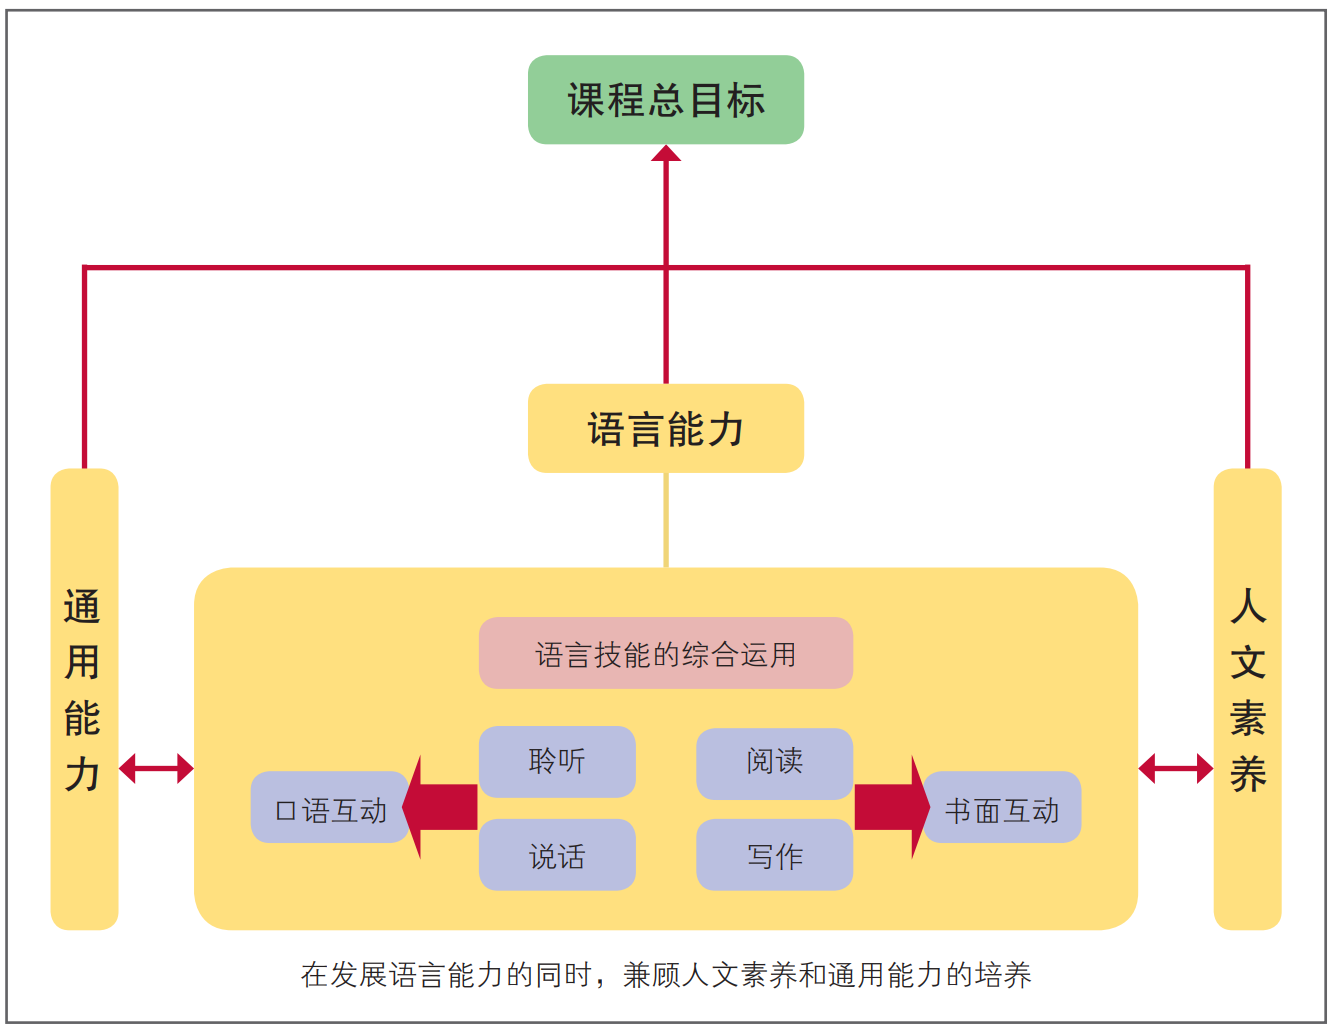 课程总目标
语言能力
通用能力
人文素养
语言技能的综合运用
聆听
阅读
口语互动
书面互动
说话
写作
在发展语言能力的同时，兼顾人文素养和通用能力的培养